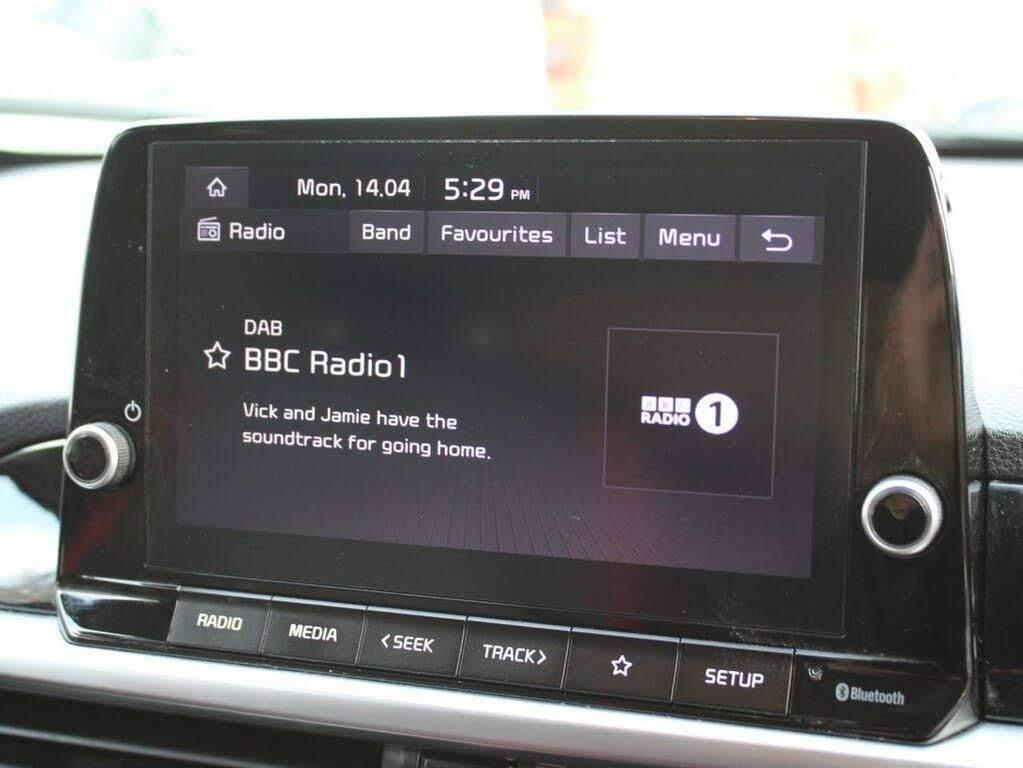 Mon, 14.04 5:29 PM
Radio Band Favourites List Menu
DAB
BBC Radio1
Vick and Jamie have the
soundtrack for going home.
BBC
RADIO 1
RADIO MEDIA <SEEK TRACK> SETUP
Bluetooth